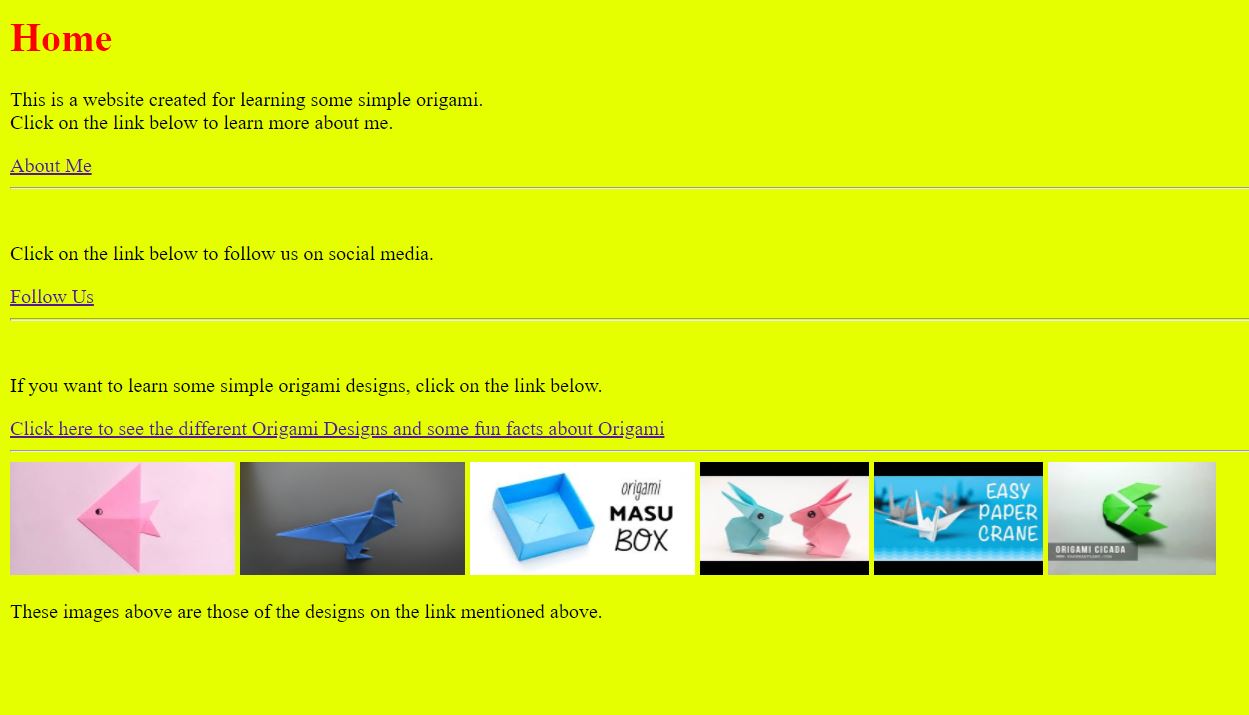 Home
This is a website created for learning some simple origami.
Click on the link below to learn more about me.
About Me
Click on the link below to follow us on social media.
Follow Us
If you want to learn some simple origami designs, click on the link below.
Click here to see the different Origami Designs and some fun facts about Origami
origami
MASU
BOX
EASY
PAPER
CRANE
ORIGAMI CICADA
These images above are those of the designs on the link mentioned above.